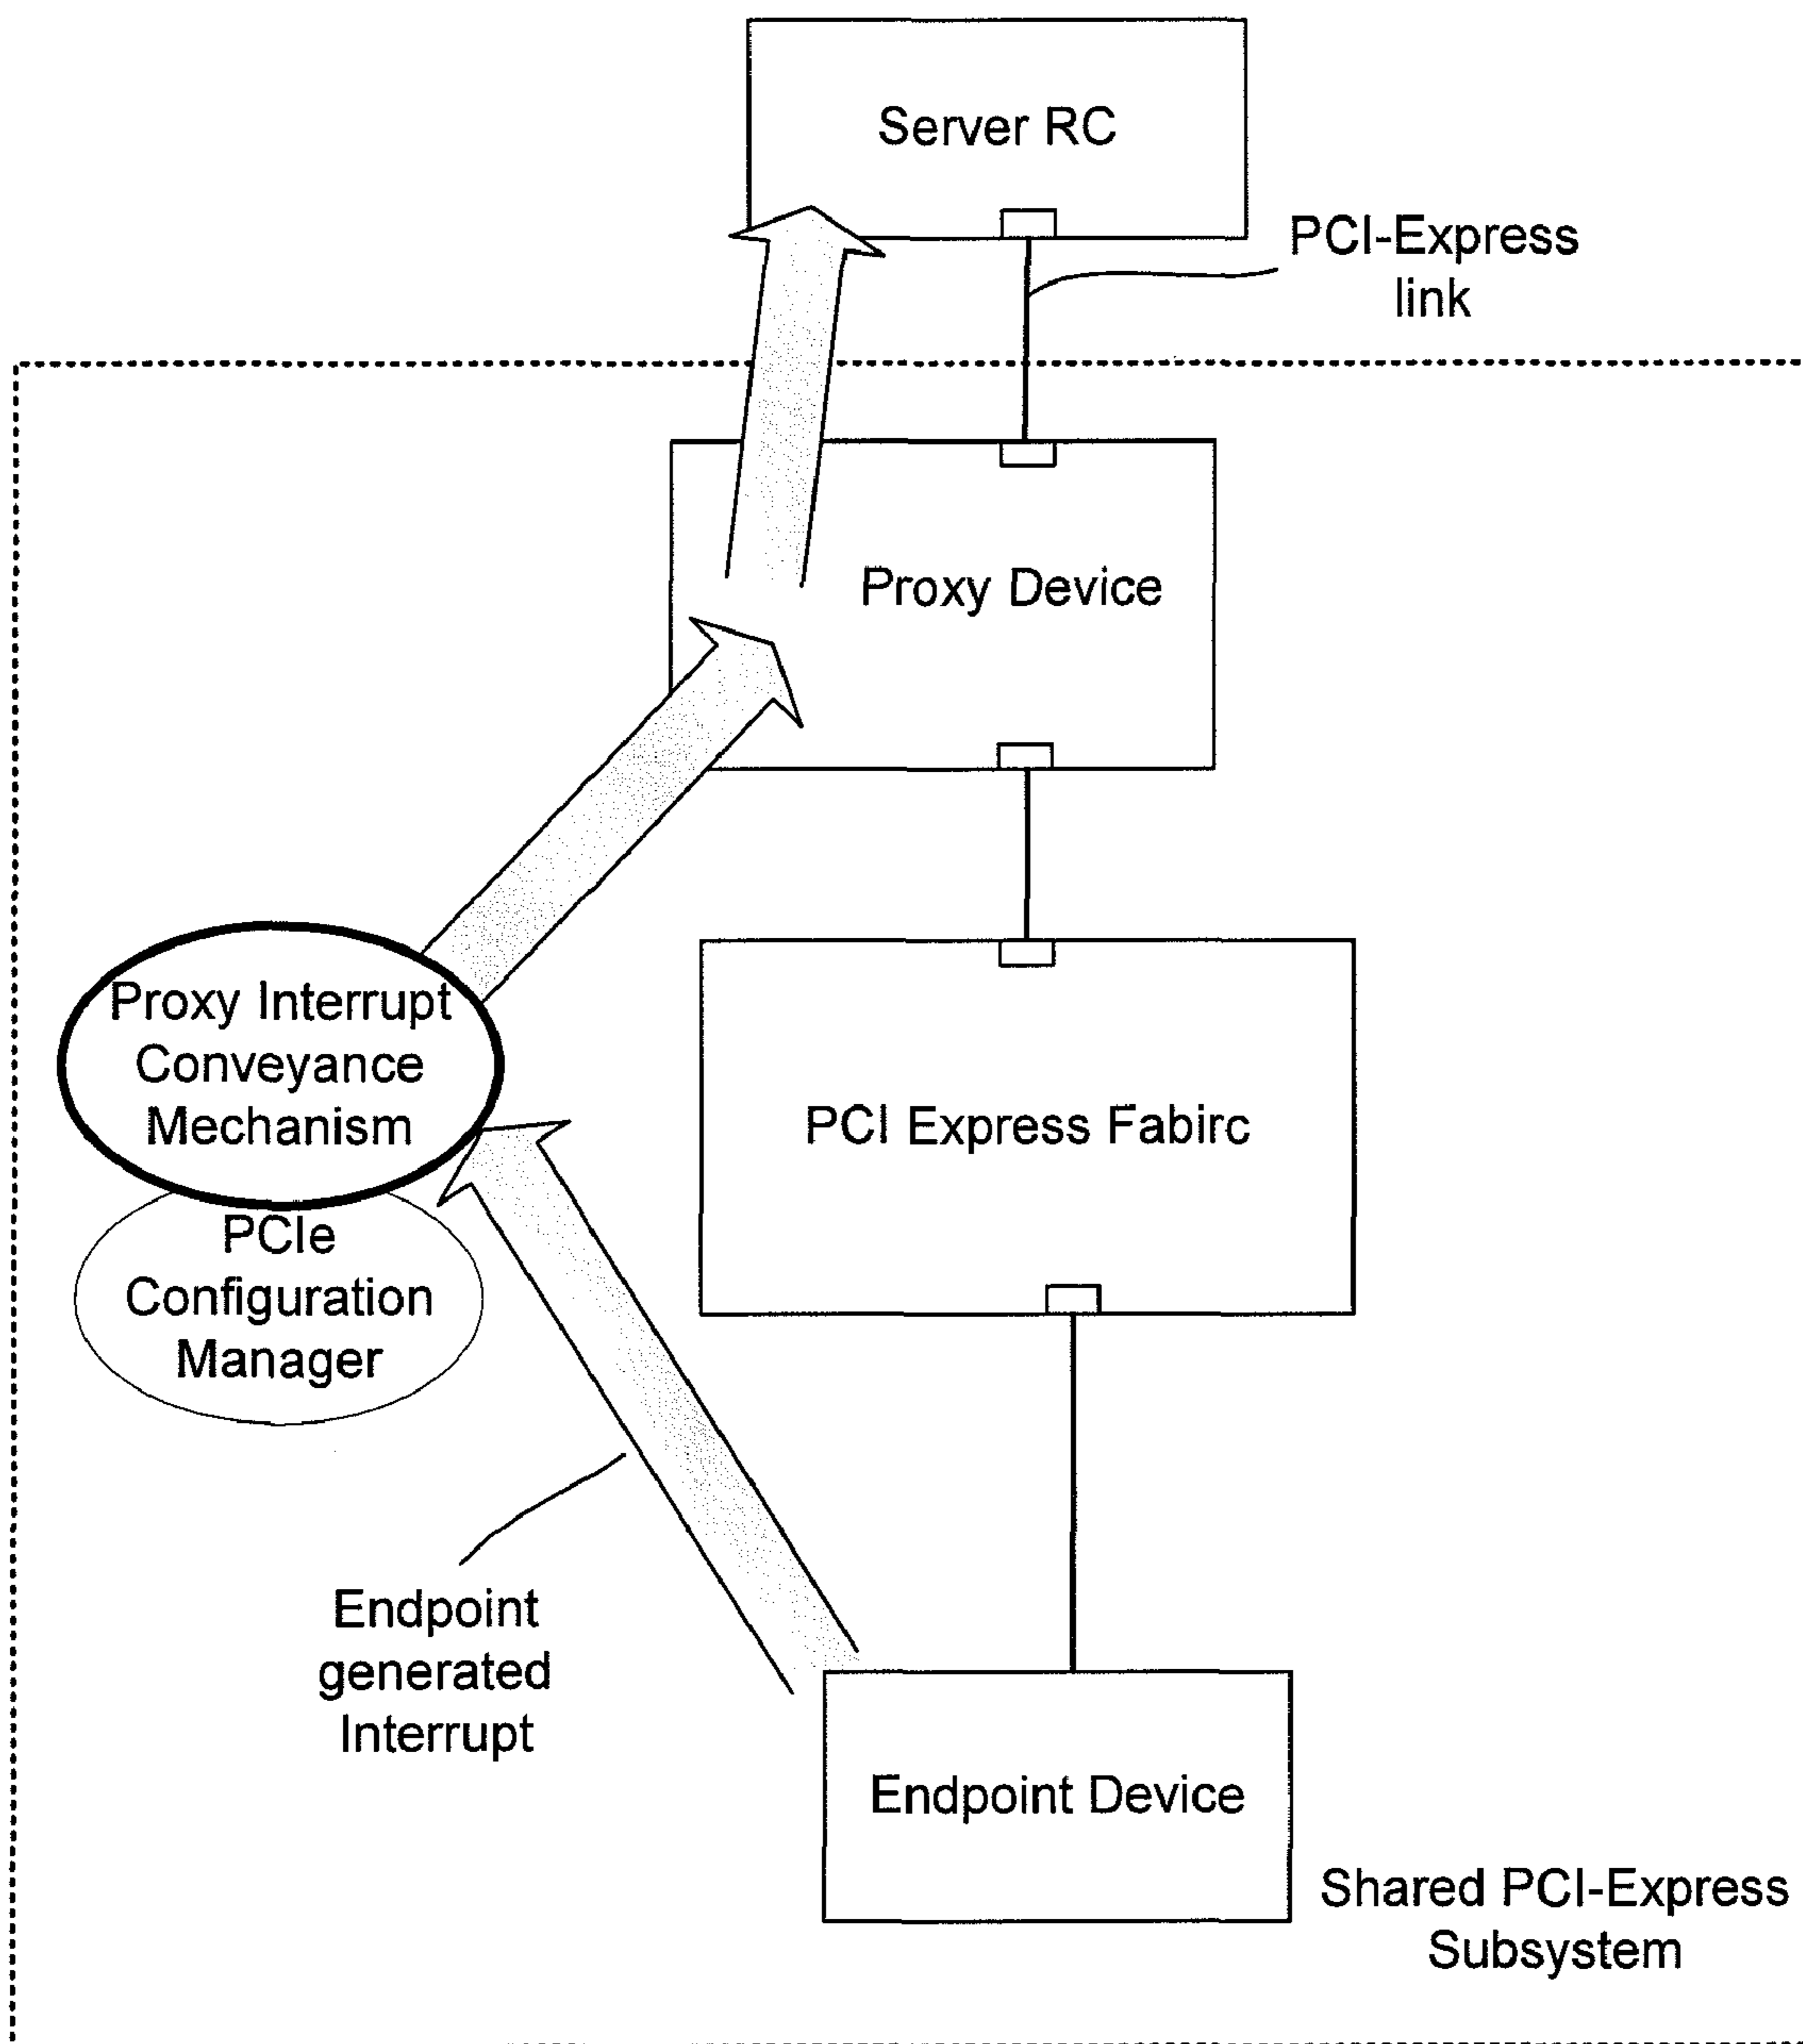 Server RC
PCI-Express
link
Proxy Device
Proxy Interrupt
Conveyance
Mechanism
PCI Express Fabirc
PCIe
Configuration
Manager
Endpoint
generated
Interrupt
Endpoint Device
Shared PCI-Express
Subsystem